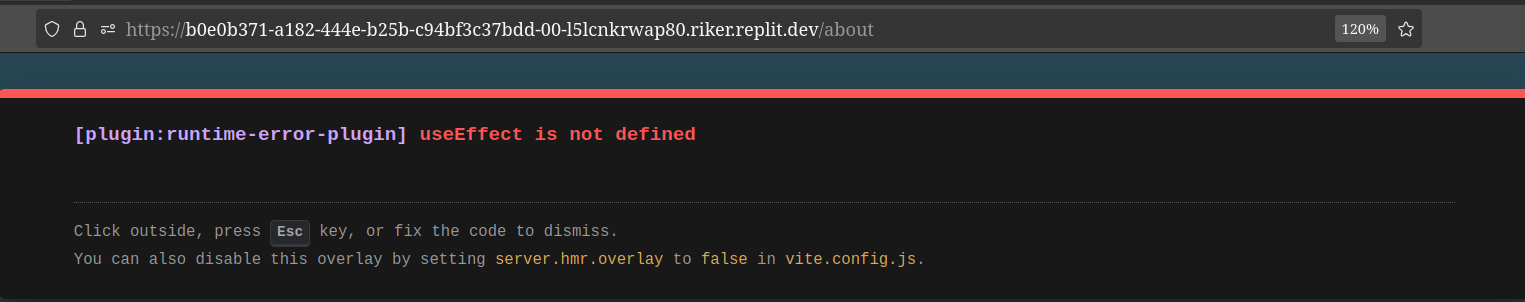 https://b0e0b371-a182-444e-b25b-c94bf3c37bdd-00-l5lcnkrwap80.riker.replit.dev/about 120%
[plugin:runtime-error-plugin] useEffect is not defined
Click outside, press Esc key, or fix the code to dismiss.
You can also disable this overlay by setting server.hmr.overlay to false in vite.config.js.